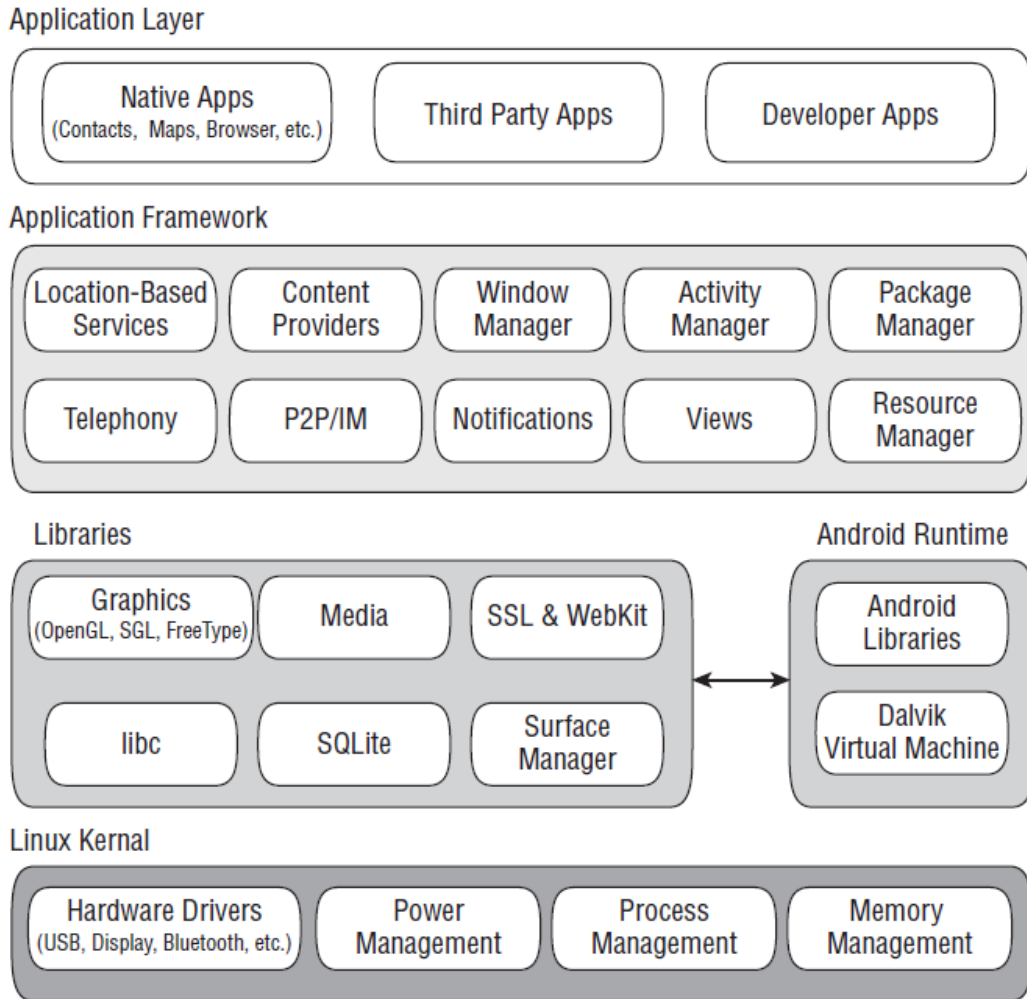 Application Layer
Native Apps
(Contacts, Maps, Browser, etc.)
Third Party Apps
Developer Apps
Application Framework
Location-Based
Services
Content
Providers
Window
Manager
Activity
Manager
Package
Manager
Telephony
P2P/IM
Notifications
Views
Resource
Manager
Libraries
Graphics
(OpenGL, SGL, FreeType)
Media
SSL & WebKit
libc
SQLite
Surface
Manager
Android Runtime
Android
Libraries
Dalvik
Virtual Machine
Linux Kernal
Hardware Drivers
(USB, Display, Bluetooth, etc.)
Power
Management
Process
Management
Memory
Management